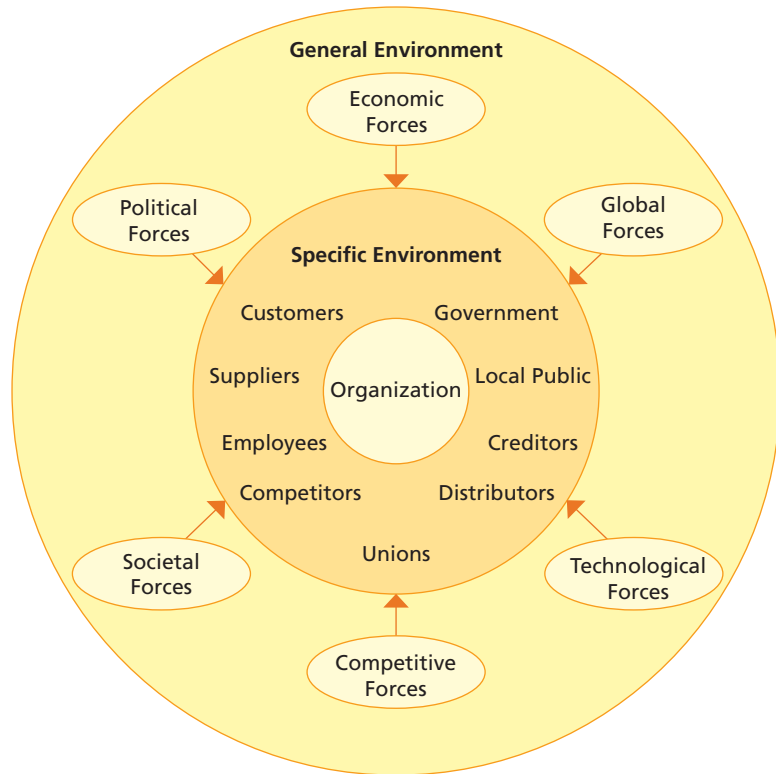 General Environment
Economic
Forces
Political
Forces
Global
Forces
Specific Environment
Customers
Government
Suppliers
Organization
Local Public
Employees
Creditors
Competitors
Distributors
Unions
Societal
Forces
Technological
Forces
Competitive
Forces